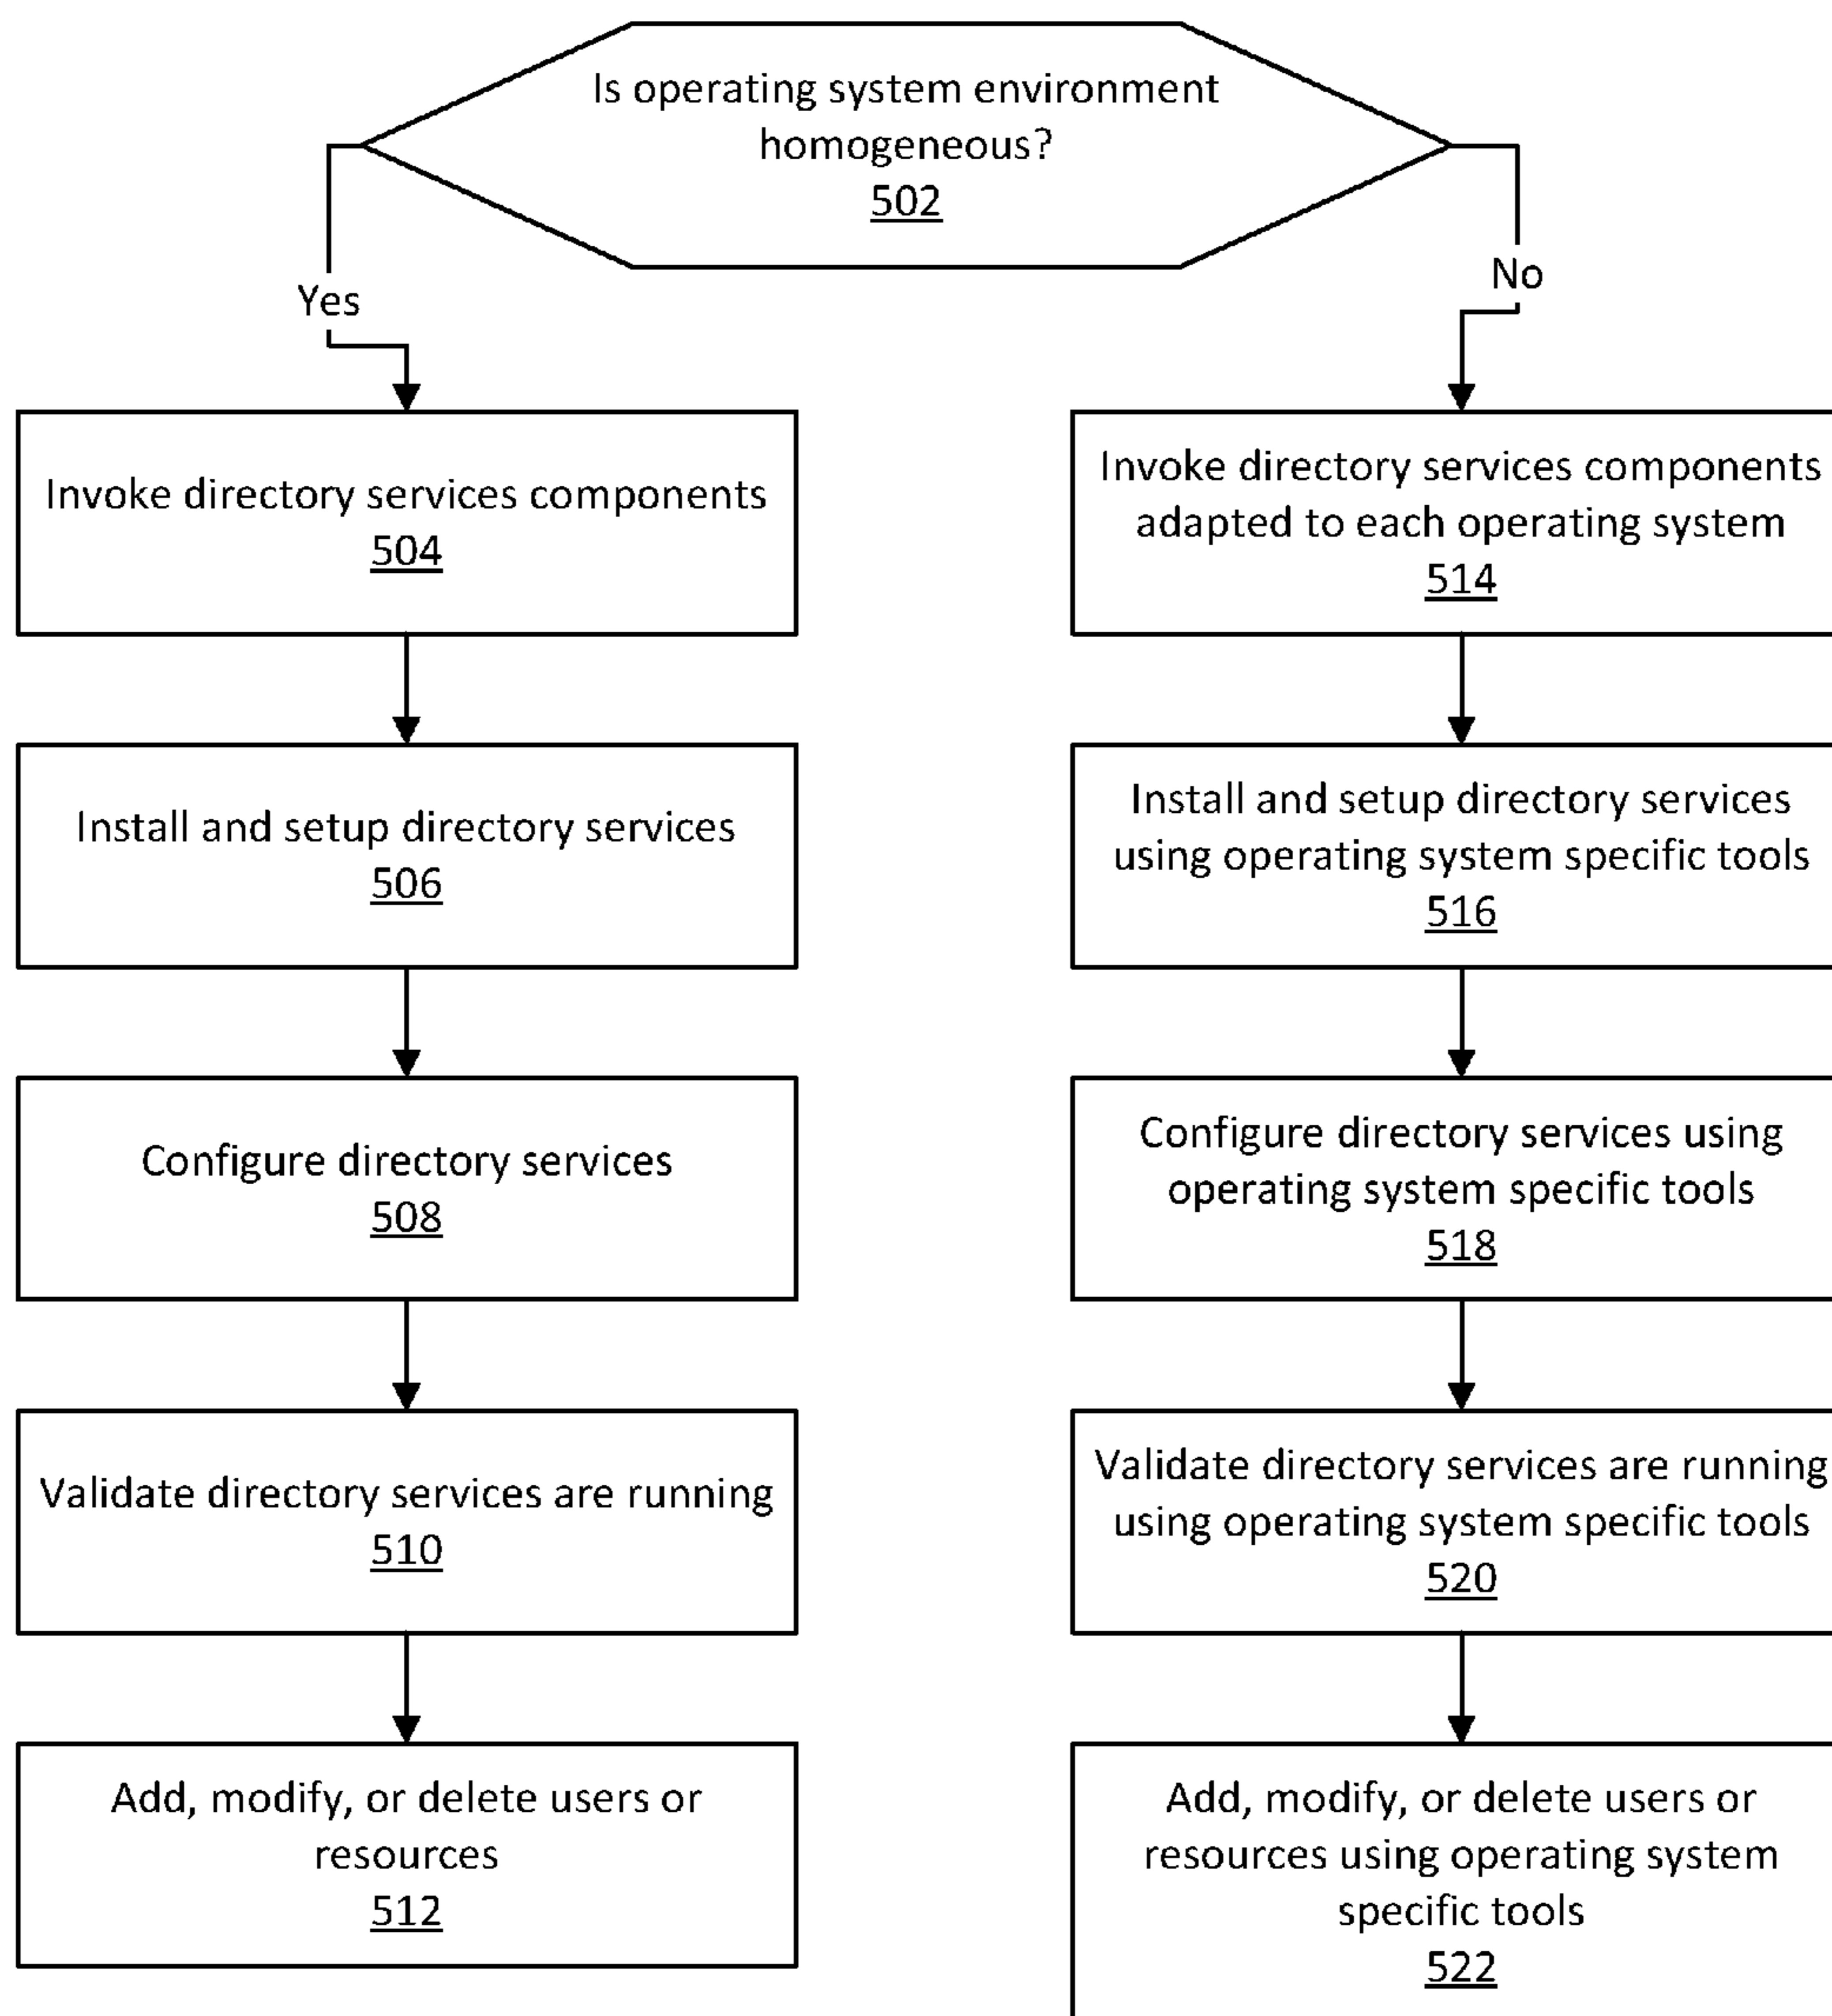 Is operating system environment
homogeneous?
502
Yes
No
Invoke directory services components
504
Install and setup directory services
506
Configure directory services
508
Validate directory services are running
510
Add, modify, or delete users or
resources
512
Invoke directory services components
adapted to each operating system
514
Install and setup directory services
using operating system specific tools
516
Configure directory services using
operating system specific tools
518
Validate directory services are running
using operating system specific tools
520
Add, modify, or delete users or
resources using operating system
specific tools
522